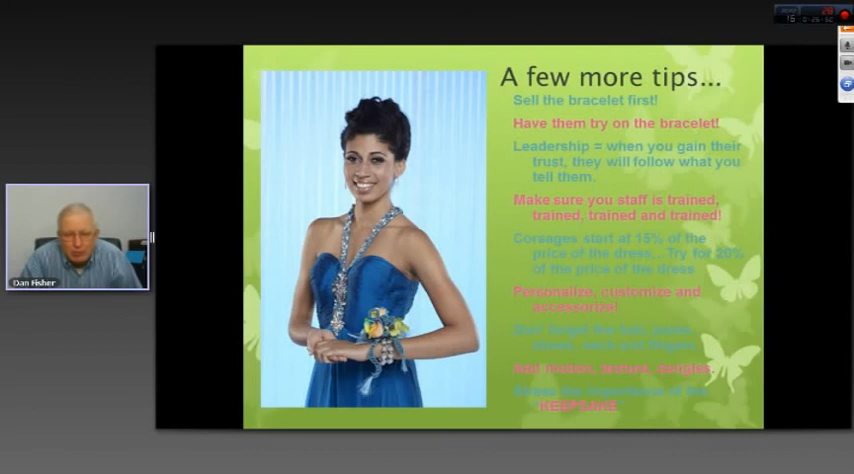 A few more tips...
Sell the bracelet first!
Have them try on the bracelet!
Leadership = when you gain their
trust, they will follow what you
tell them.
Make sure you staff is trained,
trained, trained and trained!
Corsages start at 15% of the
price of the dress... Try for 20%
of the price of the dress
Personalize, customize and
accessorize!
Add motion, texture, dangles
KEEPSAKE
Dan Fisher